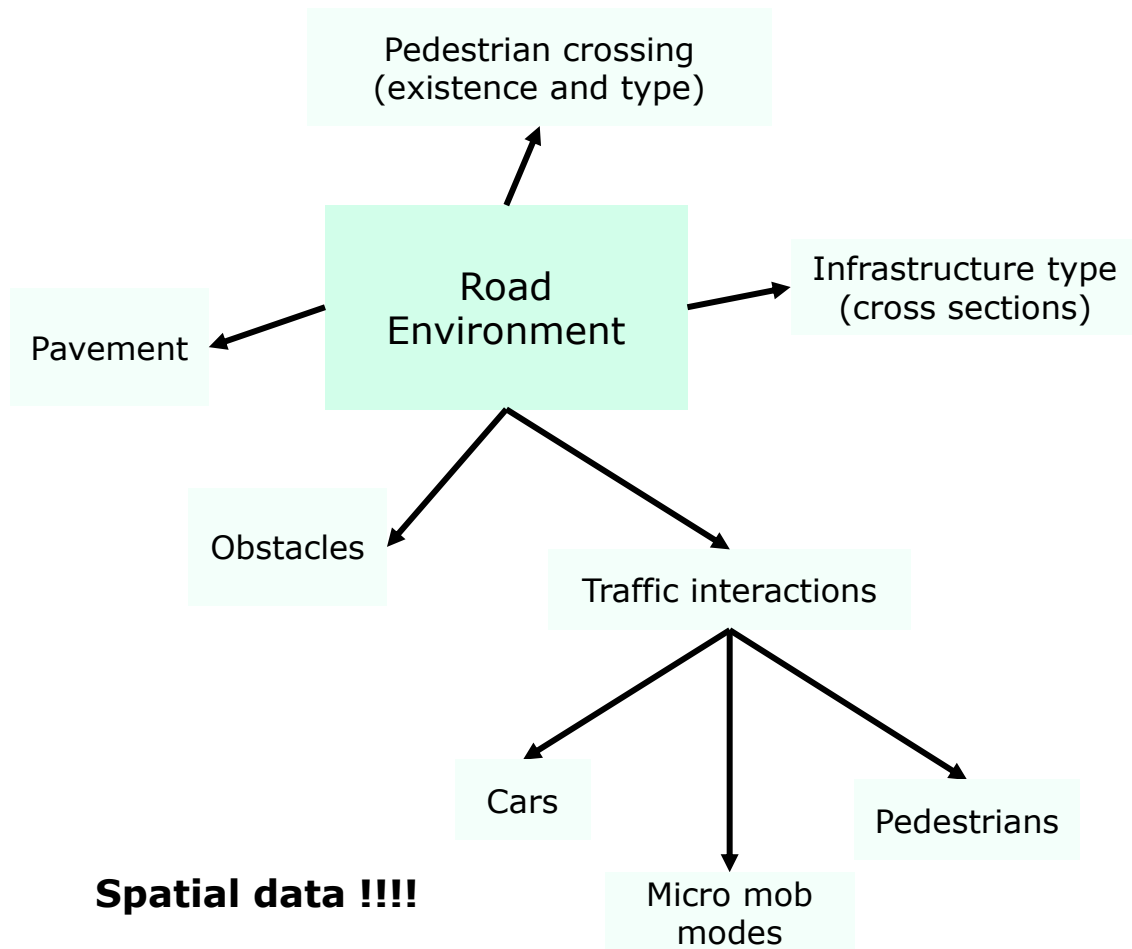 Pedestrian crossing
(existence and type)
Road
Environment
Infrastructure type
(cross sections)
Pavement
Obstacles
Traffic interactions
Cars
Pedestrians
Micro mob
modes
Spatial data !!!!